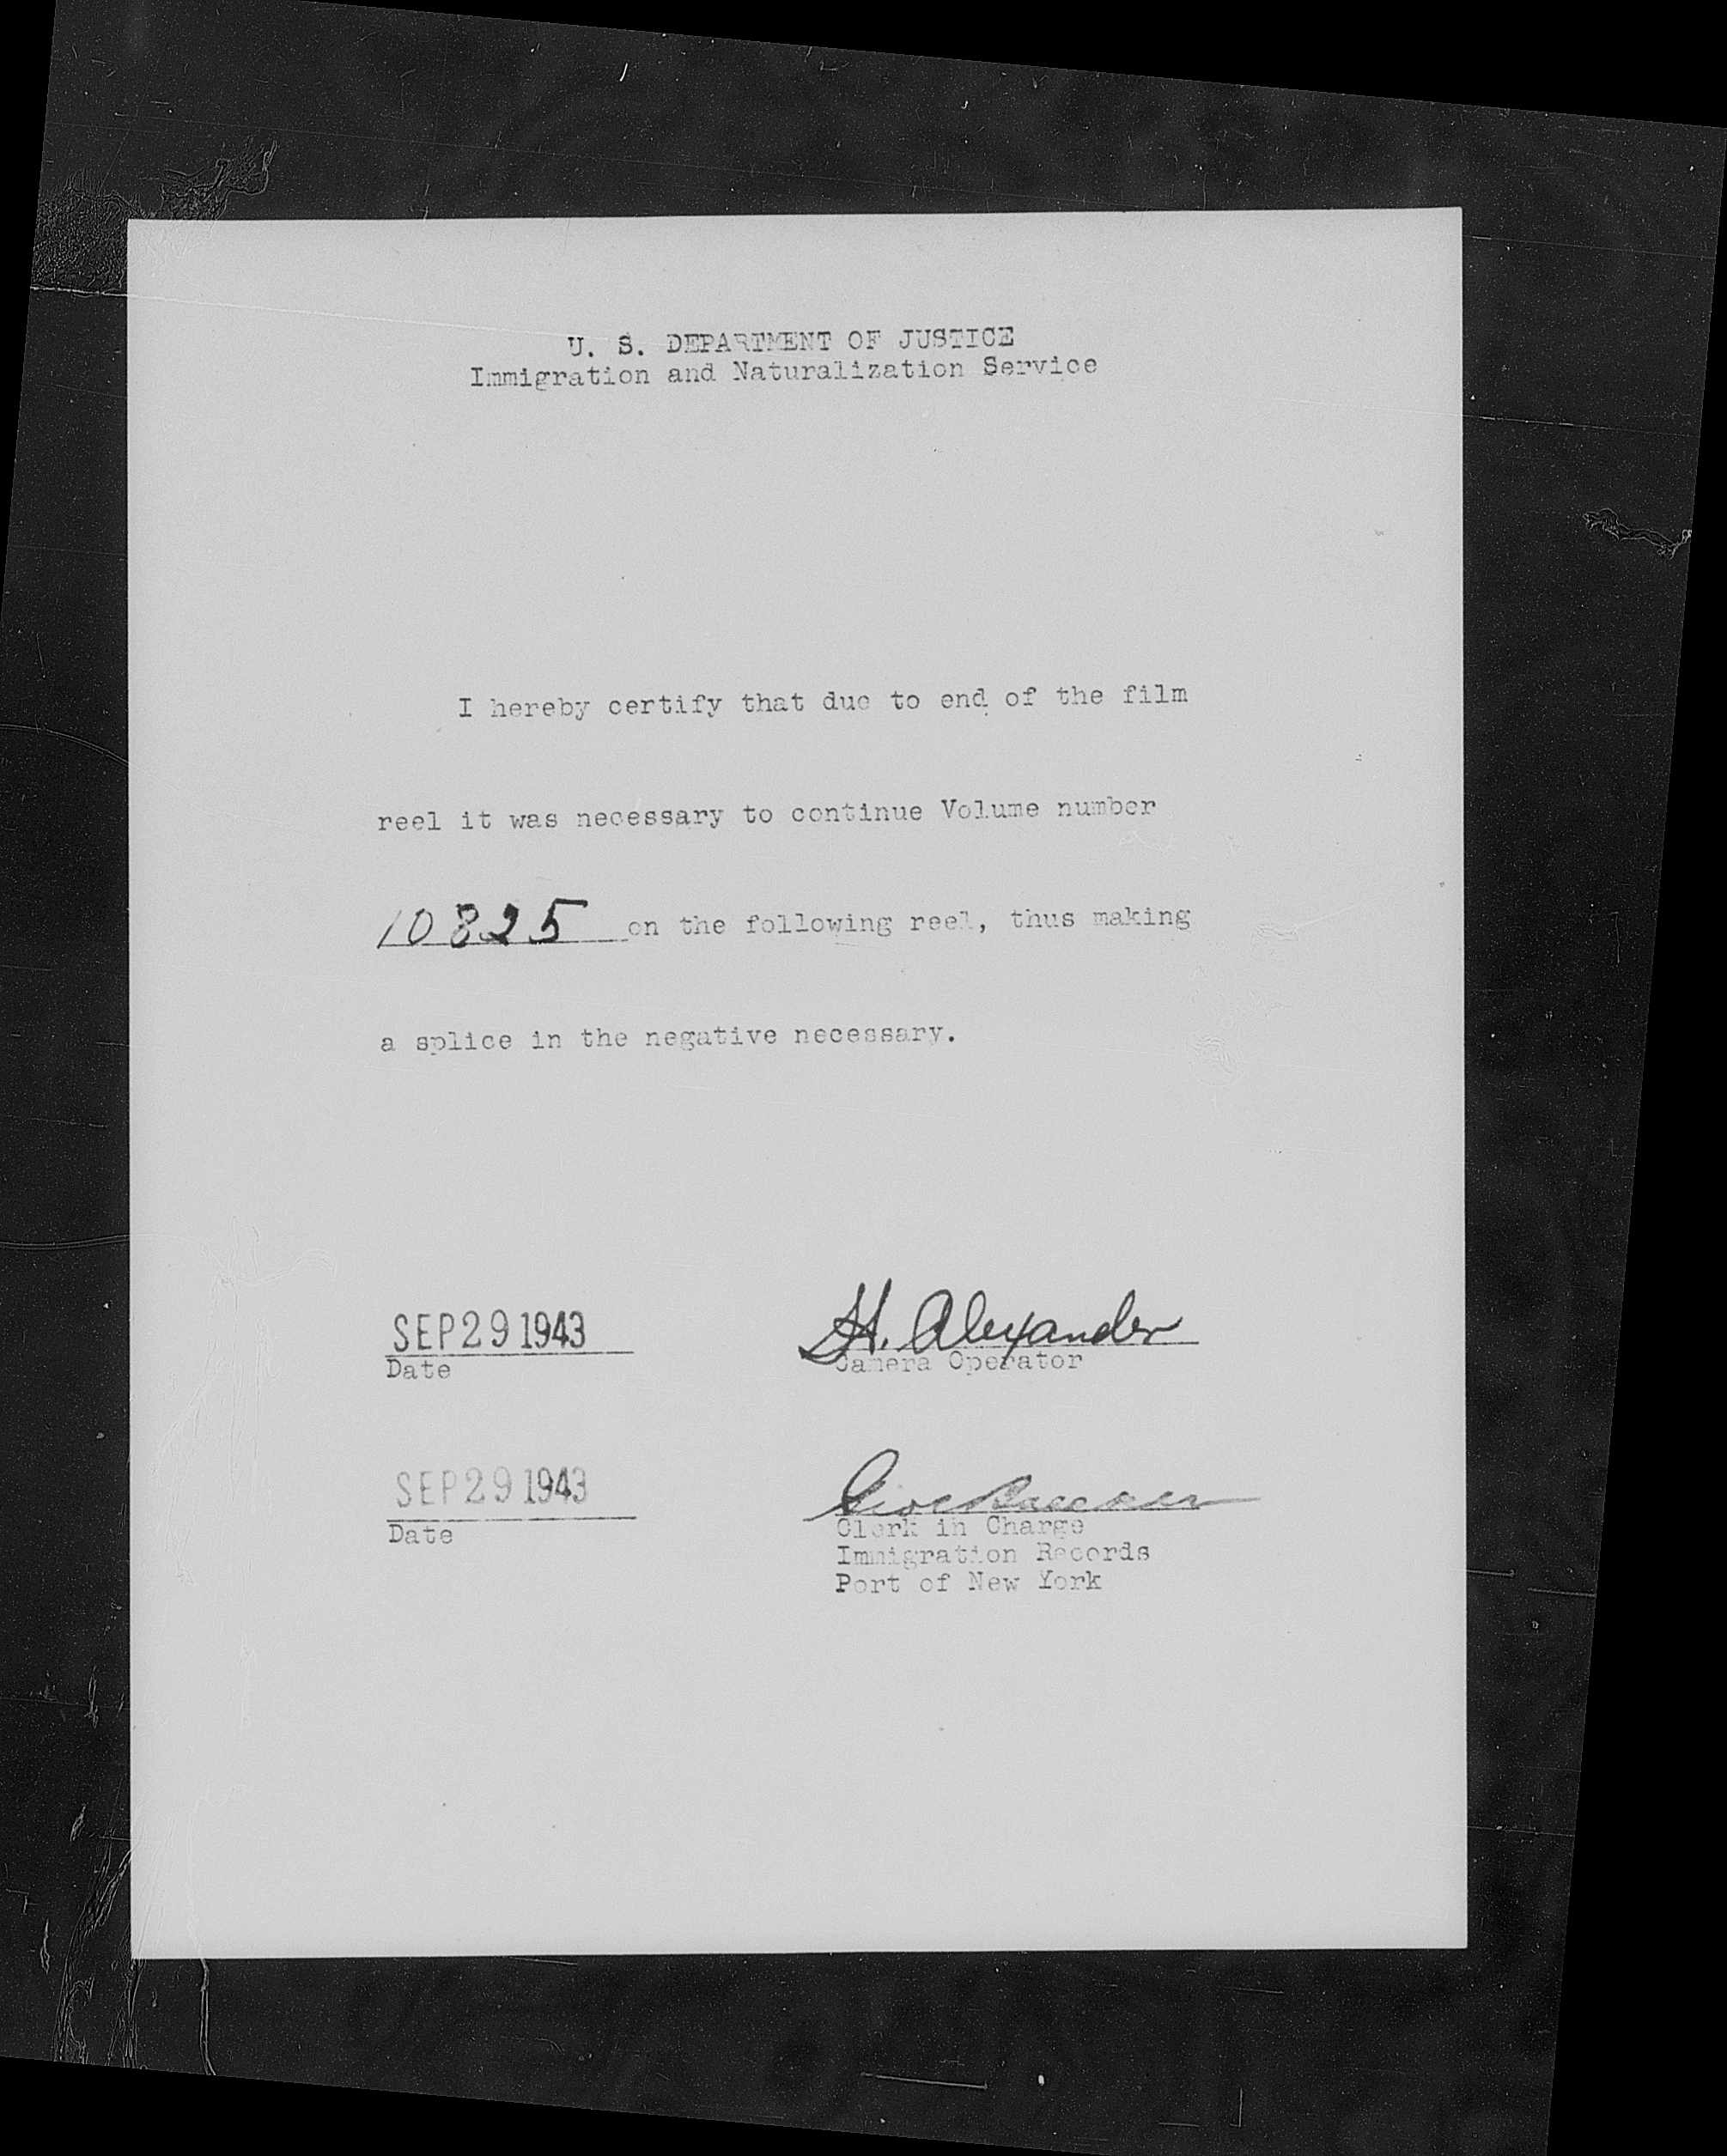 U. S. DEPARTMENT OF JUSTICE
Immigration and Naturalization Service
I hereby certify that due to end of the film
reel it was necessary to continue Volume number
10825 on the following reel, thus making
a splice in the negative necessary.
SEP 29 1943
Date
H. Alexander
Camera Operator
SEP 29 1943
Date
Clerk in Charge
Immigration Records
Port of New York